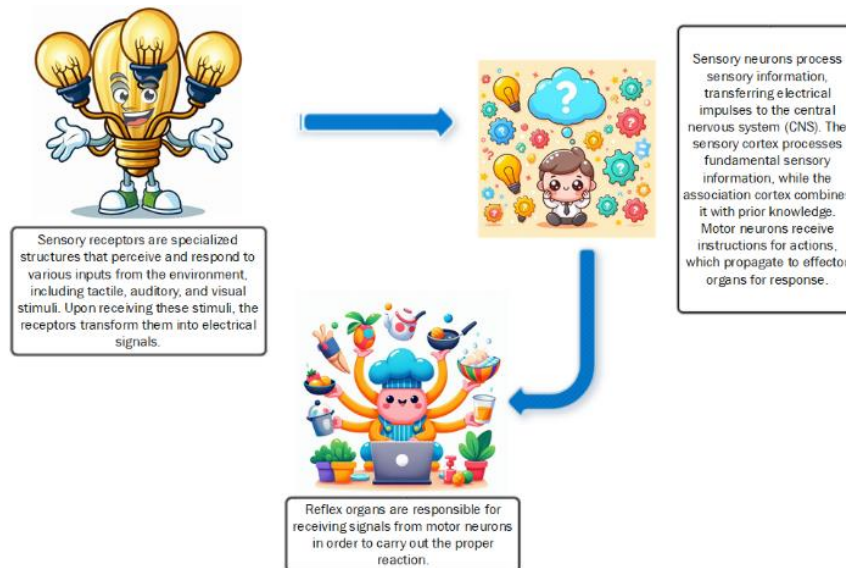 Sensory receptors are specialized
structures that perceive and respond to
various inputs from the environment,
including tactile, auditory, and visual
stimuli. Upon receiving these stimuli, the
receptors transform them into electrical
signals.
?
Sensory neurons process
sensory information,
transferring electrical
impulses to the central
nervous system (CNS). The
sensory cortex processes
fundamental sensory
information, while the
association cortex combines
it with prior knowledge.
Motor neurons receive
instructions for actions,
which propagate to effector
organs for response.
Reflex organs are responsible for
receiving signals from motor neurons
in order to carry out the proper
reaction.